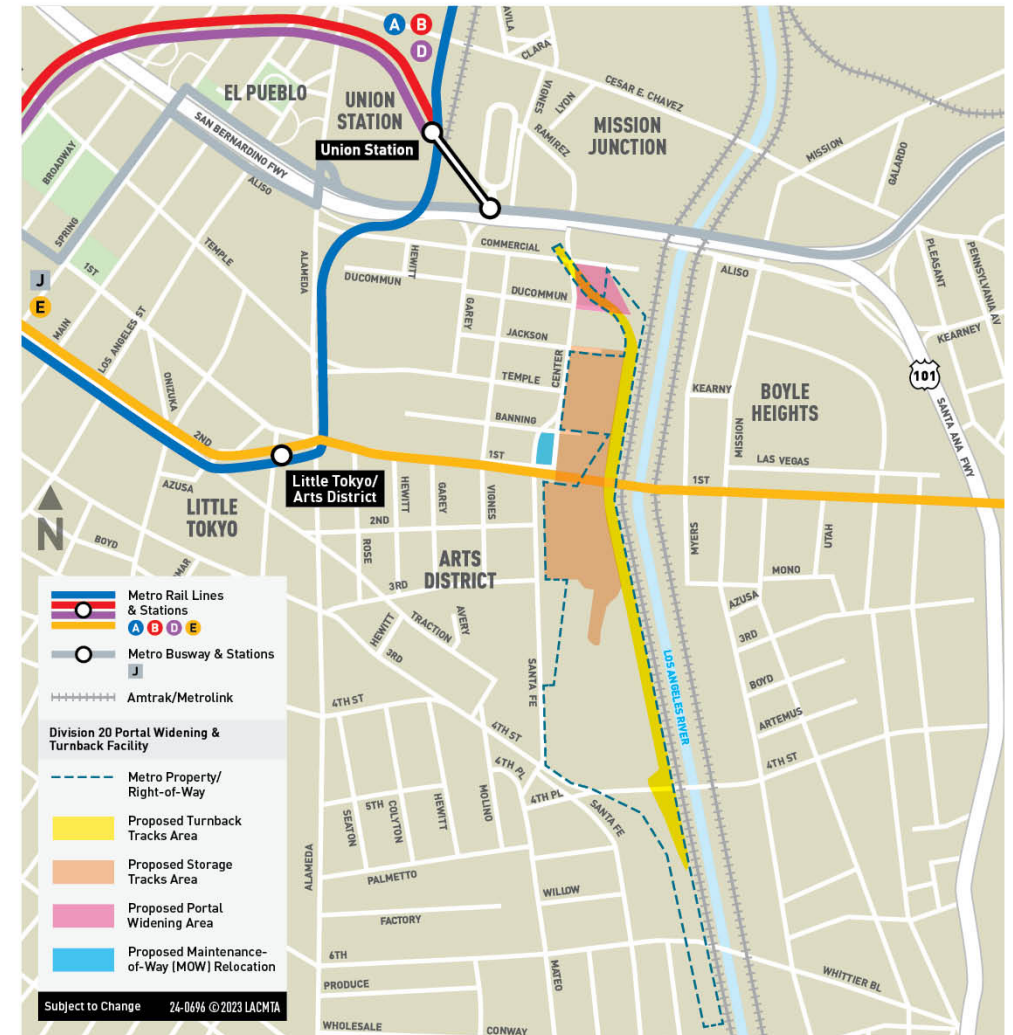 A B
D
AVILA
CLARA
VIGNES
LYON
CESAR E. CHAVEZ
EL PUEBLO
UNION
STATION
MISSION
JUNCTION
RAMIREZ
MISSION
GALARDO
Union Station
BROADWAY
SAN BERNARDINO FWY
ALISO
SPRING
1ST
TEMPLE
ALAMEDA
HEWITT
COMMERCIAL
DUCOMMUN
DUCOMMUN
ALISO
PLEASANT
PENNSYLVANIA AV
J
E
MAIN
LOS ANGELES ST
GAREY
JACKSON
CENTER
KEARNEY
101
ONIZUKA
TEMPLE
BANNING
KEARNY
BOYLE
HEIGHTS
SANTA ANA FWY
2ND
1ST
MISSION
LAS VEGAS
1ST
Little Tokyo/
Arts District
AZUSA
LITTLE
TOKYO
HEWITT
GAREY
VIGNES
2ND
ROSE
MYERS
UTAH
N
BOYD
OMAR
ARTS
DISTRICT
3RD
MONO
AZUSA
3RD
HEWITT
TRACTION
AVERY
3RD
SANTA FE
LOS ANGELES RIVER
BOYD
ARTEMUS
4TH ST
4TH ST
4TH ST
4TH PL
4TH PL
SANTA FE
SEATON
5TH
COLYTON
HEWITT
MOLINO
ALAMEDA
PALMETTO
WILLOW
FACTORY
6TH
MATEO
WHITTIER BL
PRODUCE
WHOLESALE
CONWAY
Metro Rail Lines
& Stations
A B D E
Metro Busway & Stations
J
Amtrak/Metrolink
Division 20 Portal Widening &
Turnback Facility
Metro Property/
Right-of-Way
Proposed Turnback
Tracks Area
Proposed Storage
Tracks Area
Proposed Portal
Widening Area
Proposed Maintenance-
of-Way (MOW) Relocation
Subject to Change 24-0696 ©2023 LACMTA